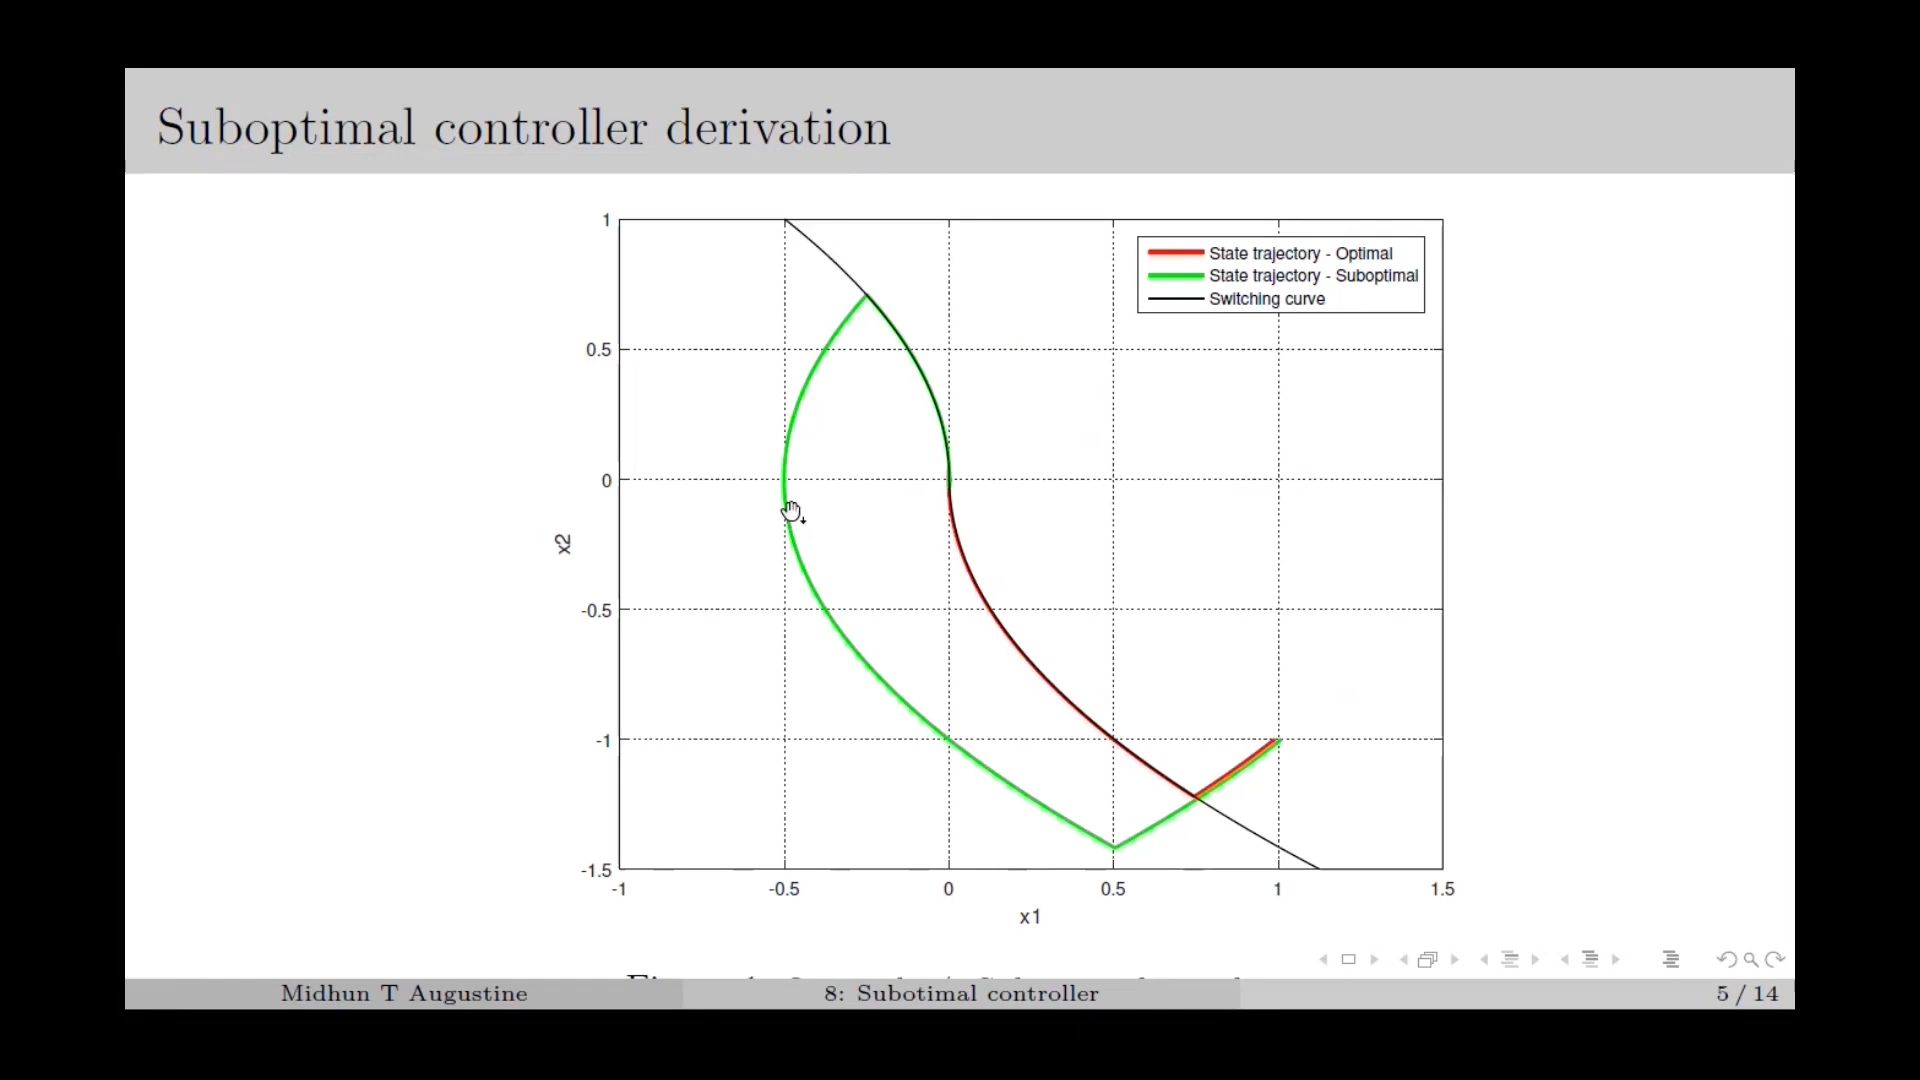 Suboptimal controller derivation
State trajectory - Optimal
State trajectory - Suboptimal
Switching curve
1
0.5
0
-0.5
-1
-1.5
x2
-1
-0.5
0
0.5
1
1.5
x1
Midhun T Augustine
8: Subotimal controller
5 / 14